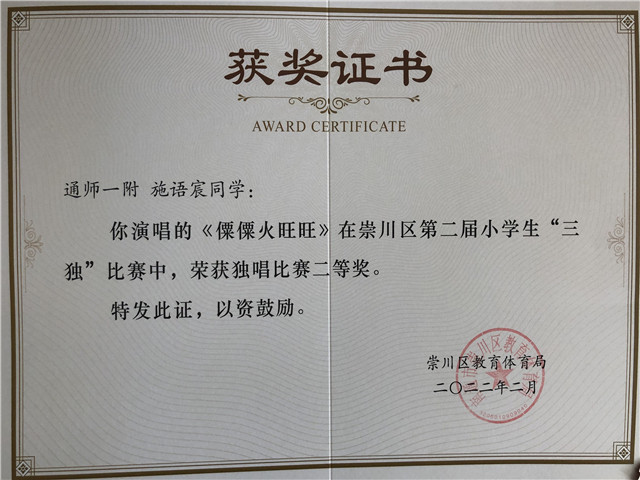 获奖证书
AWARD CERTIFICATE
通师一附 施语宸同学：
你演唱的《傈僳火旺旺》在崇川区第二届小学生“三
独”比赛中，荣获独唱比赛二等奖。
特发此证，以资鼓励。
崇川区教育体育局
二〇二二年二月